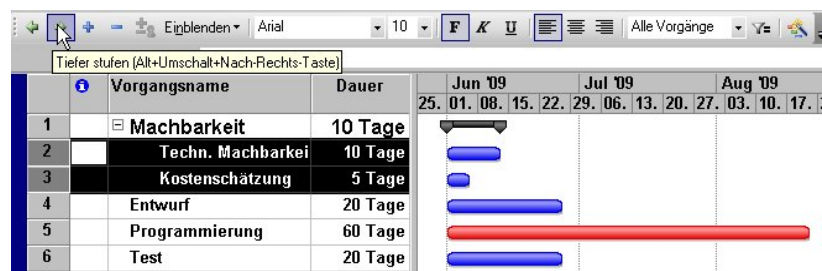 Einblenden Arial 10 F K U Alle Vorgänge
Tiefer stufen (Alt+Umschalt+Nach-Rechts-Taste)
Vorgangsname Dauer Jun '09 Jul '09 Aug '09
25. 01. 08. 15. 22. 29. 06. 13. 20. 27. 03. 10. 17.
1 Machbarkeit 10 Tage
2 Techn. Machbarkei 10 Tage
3 Kostenschätzung 5 Tage
4 Entwurf 20 Tage
5 Programmierung 60 Tage
6 Test 20 Tage